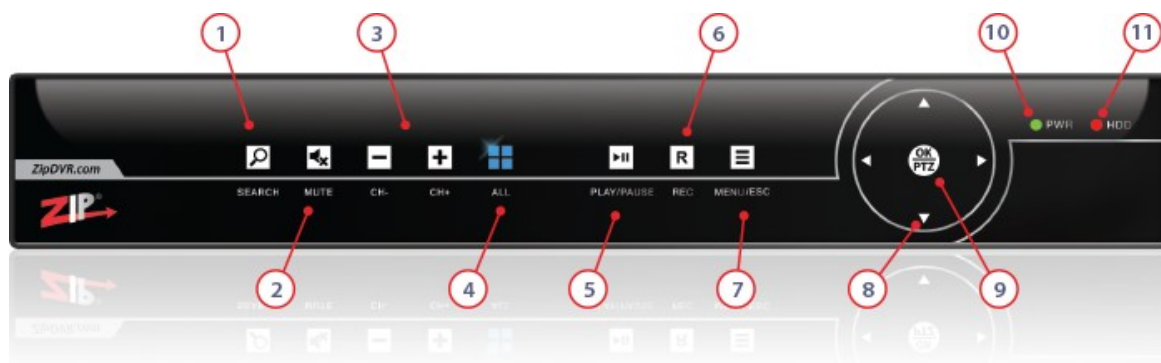 1 3 6 10 11
PWR HDD
OK
PTZ
ZipDVR.com
R
SEARCH MUTE CH- CH+ ALL PLAY/PAUSE REC MENU/ESC
ZIP
2 4 5 7 8 9